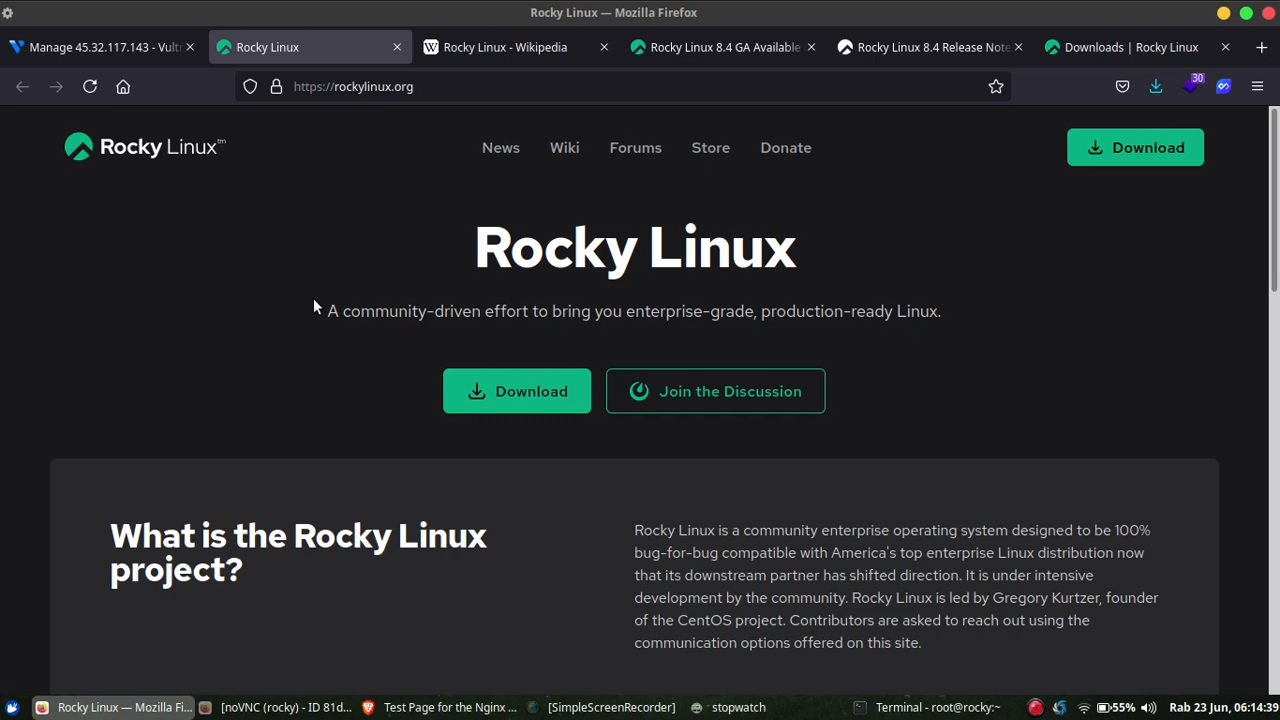 Rocky Linux — Mozilla Firefox
Manage 45.32.117.143 - Vultr
Rocky Linux
Rocky Linux - Wikipedia
Rocky Linux 8.4 GA Available
Rocky Linux 8.4 Release Note
Downloads | Rocky Linux
https://rockylinux.org
30
Rocky Linux™
News
Wiki
Forums
Store
Donate
Download
Rocky Linux
A community-driven effort to bring you enterprise-grade, production-ready Linux.
Download
Join the Discussion
What is the Rocky Linux
project?
Rocky Linux is a community enterprise operating system designed to be 100%
bug-for-bug compatible with America's top enterprise Linux distribution now
that its downstream partner has shifted direction. It is under intensive
development by the community. Rocky Linux is led by Gregory Kurtzer, founder
of the CentOS project. Contributors are asked to reach out using the
communication options offered on this site.
Rocky Linux — Mozilla Fi...
[noVNC (rocky) - ID 81d...
Test Page for the Nginx ...
[SimpleScreenRecorder]
stopwatch
Terminal - root@rocky:~
55%
Rab 23 Jun, 06:14:39